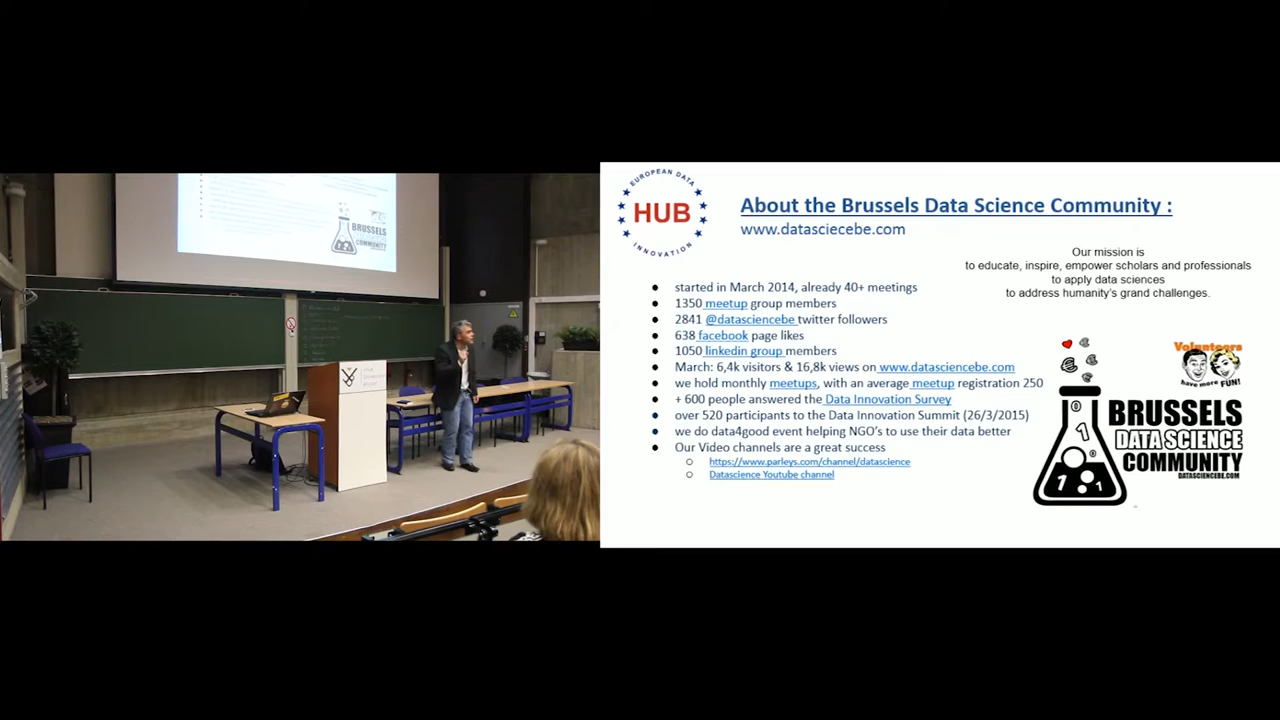 BRUSSELS
COMMUNITY
EUROPEAN DATA
HUB
INNOVATION
About the Brussels Data Science Community :
www.datasciecebe.com
Our mission is
to educate, inspire, empower scholars and professionals
to apply data sciences
to address humanity's grand challenges.
● started in March 2014, already 40+ meetings
● 1350 meetup group members
● 2841 @datasciencebe twitter followers
● 638 facebook page likes
● 1050 linkedin group members
● March: 6,4k visitors & 16,8k views on www.datasciencebe.com
● we hold monthly meetups, with an average meetup registration 250
● + 600 people answered the Data Innovation Survey
● over 520 participants to the Data Innovation Summit (26/3/2015)
● we do data4good event helping NGO's to use their data better
● Our Video channels are a great success
○ https://www.parleys.com/channel/datascience
○ Datascience Youtube channel
Volunteers
have more FUN!
BRUSSELS
DATA SCIENCE
COMMUNITY
DATASCIENCEBE.COM